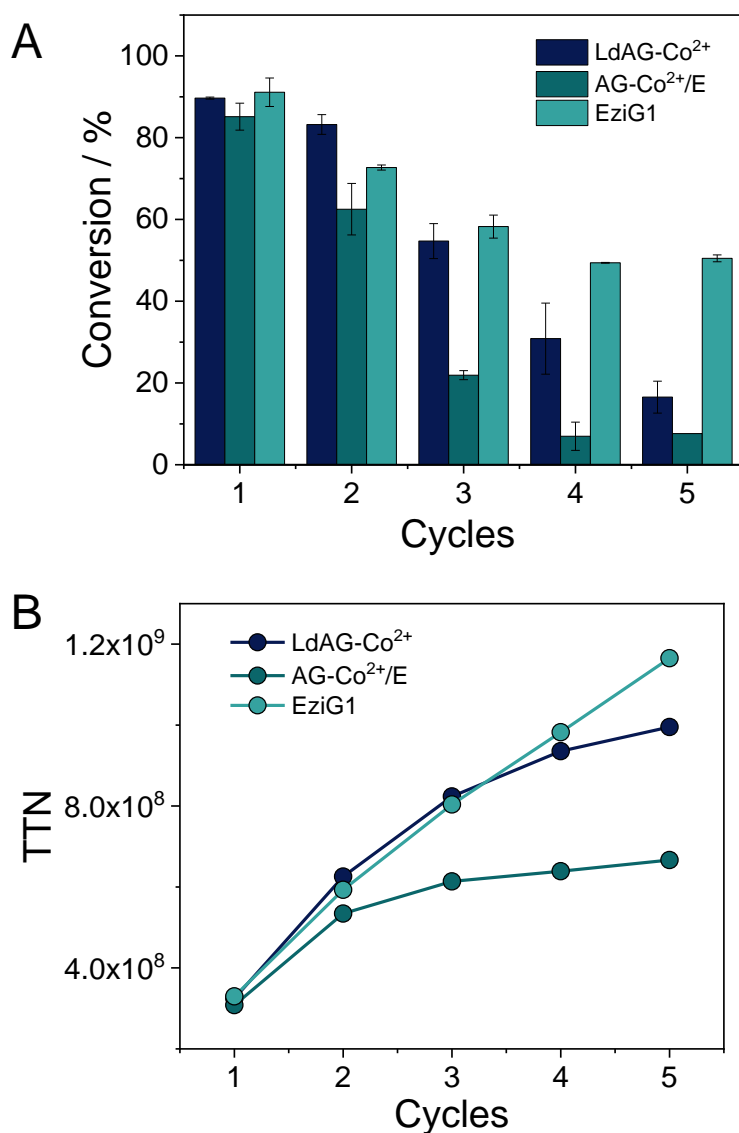 A
LdAG-Co²⁺
AG-Co²⁺/E
EziG1
100
80
60
40
20
0
Conversion / %
1 2 3 4 5
Cycles
B
LdAG-Co²⁺
AG-Co²⁺/E
EziG1
1.2x10⁹
8.0x10⁸
4.0x10⁸
TTN
1 2 3 4 5
Cycles